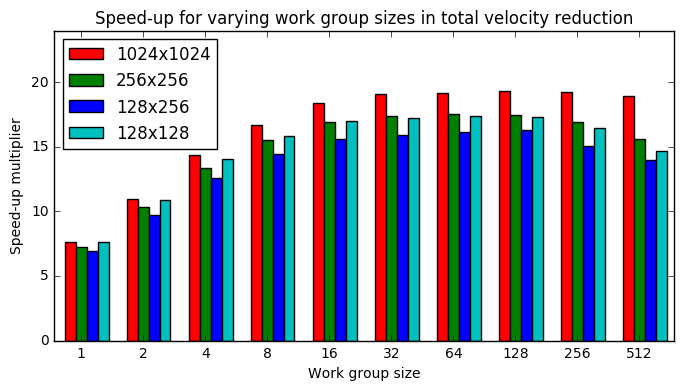 Speed-up for varying work group sizes in total velocity reduction
1024x1024
256x256
128x256
128x128
Speed-up multiplier
20
15
10
5
0
1 2 4 8 16 32 64 128 256 512
Work group size